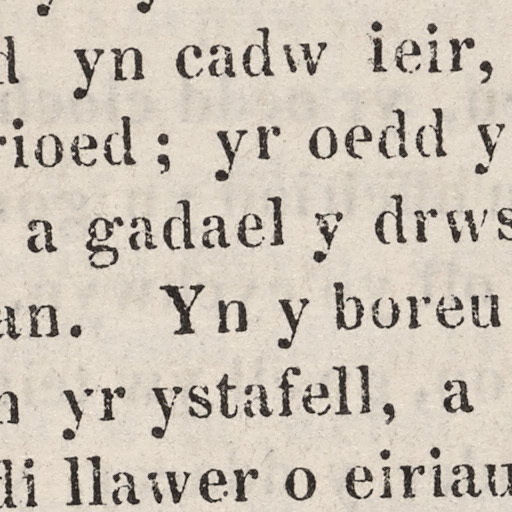 d yn cadw ieir,
rioed; yr oedd y
a gadael y drws
an. Yn y boreu
n yr ystafell, a
di llawer o eiriau